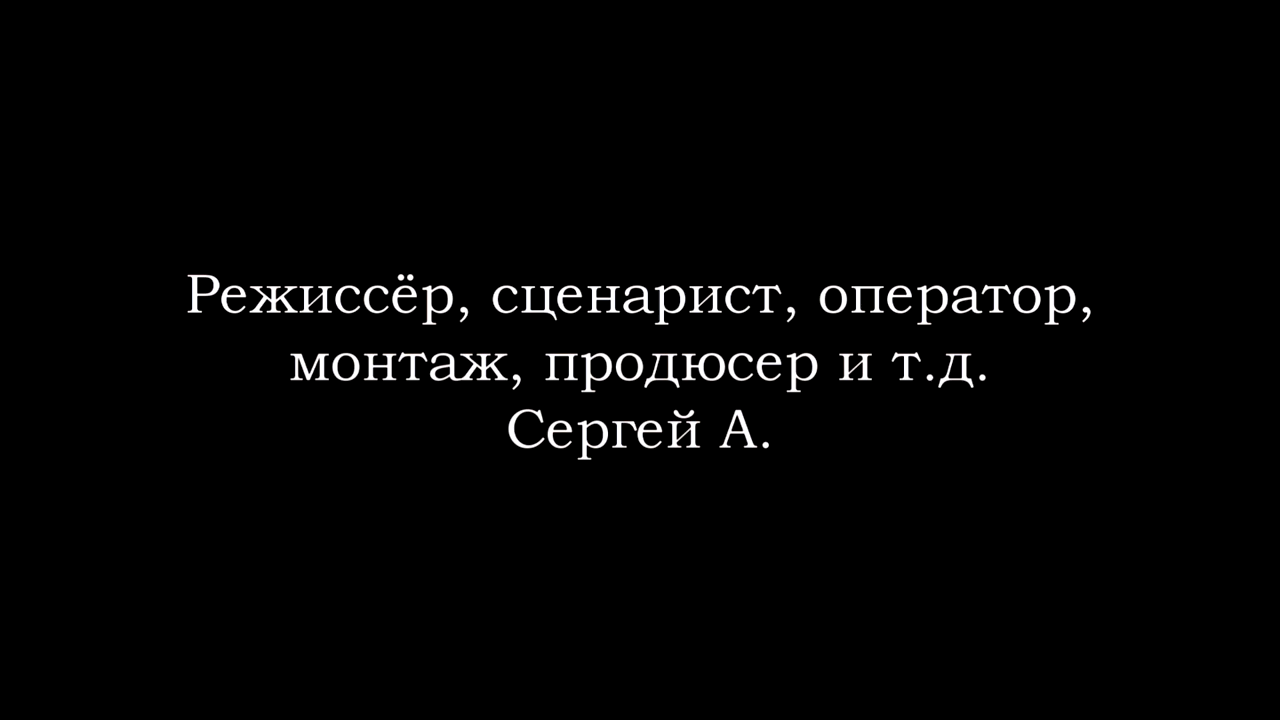 Режиссёр, сценарист, оператор,
монтаж, продюсер и т.д.
Сергей А.